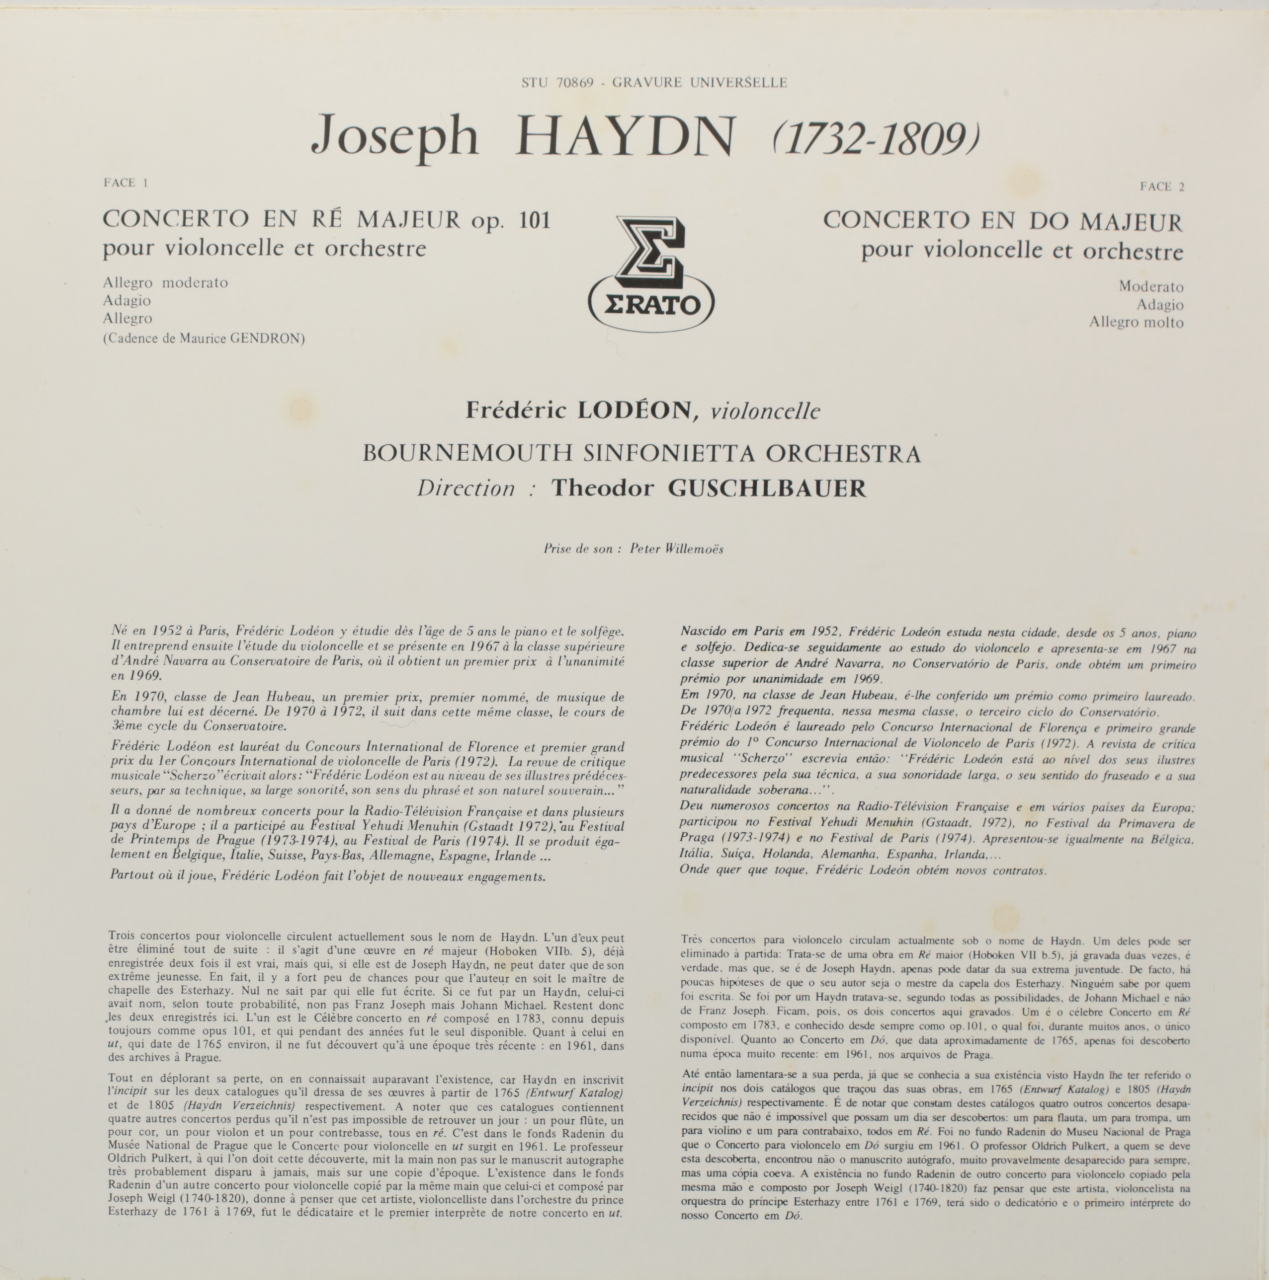 STU 70869 - GRAVURE UNIVERSELLE
Joseph HAYDN (1732-1809)
FACE 1
CONCERTO EN RÉ MAJEUR op. 101
pour violoncelle et orchestre
Allegro moderato
Adagio
Allegro
(Cadence de Maurice GENDRON)
ΣRATO
FACE 2
CONCERTO EN DO MAJEUR
pour violoncelle et orchestre
Moderato
Adagio
Allegro molto
Frédéric LODÉON, violoncelle
BOURNEMOUTH SINFONIETTA ORCHESTRA
Direction : Theodor GUSCHLBAUER
Prise de son : Peter Willemoës
Né en 1952 à Paris, Frédéric Lodéon y étudie dès l'âge de 5 ans le piano et le solfège.
Il entreprend ensuite l'étude du violoncelle et se présente en 1967 à la classe supérieure
d'André Navarra au Conservatoire de Paris, où il obtient un premier prix à l'unanimité
en 1969.
En 1970, classe de Jean Hubeau, un premier prix, premier nommé, de musique de
chambre lui est décerné. De 1970 à 1972, il suit dans cette même classe, le cours de
3ème cycle du Conservatoire.
Frédéric Lodéon est lauréat du Concours International de Florence et premier grand
prix du 1er Concours International de violoncelle de Paris (1972). La revue de critique
musicale "Scherzo" écrivait alors: "Frédéric Lodéon est au niveau de ses illustres prédéces-
seurs, par sa technique, sa large sonorité, son sens du phrasé et son naturel souverain..."
Il a donné de nombreux concerts pour la Radio-Télévision Française et dans plusieurs
pays d'Europe ; il a participé au Festival Yehudi Menuhin (Gstaadt 1972), au Festival
de Printemps de Prague (1973-1974), au Festival de Paris (1974). Il se produit éga-
lement en Belgique, Italie, Suisse, Pays-Bas, Allemagne, Espagne, Irlande ...
Partout où il joue, Frédéric Lodéon fait l'objet de nouveaux engagements.
Trois concertos pour violoncelle circulent actuellement sous le nom de Haydn. L'un d'eux peut
être éliminé tout de suite : il s'agit d'une œuvre en ré majeur (Hoboken VIIb. 5), déjà
enregistrée deux fois il est vrai, mais qui, si elle est de Joseph Haydn, ne peut dater que de son
extrême jeunesse. En fait, il y a fort peu de chances pour que l'auteur en soit le maître de
chapelle des Esterhazy. Nul ne sait par qui elle fut écrite. Si ce fut par un Haydn, celui-ci
avait nom, selon toute probabilité, non pas Franz Joseph mais Johann Michael. Restent donc
les deux enregistrés ici. L'un est le Célèbre concerto en ré composé en 1783, connu depuis
toujours comme opus 101, et qui pendant des années fut le seul disponible. Quant à celui en
ut, qui date de 1765 environ, il ne fut découvert qu'à une époque très récente : en 1961, dans
des archives à Prague.
Tout en déplorant sa perte, on en connaissait auparavant l'existence, car Haydn en inscrivit
l'incipit sur les deux catalogues qu'il dressa de ses œuvres à partir de 1765 (Entwurf Katalog)
et de 1805 (Haydn Verzeichnis) respectivement. A noter que ces catalogues contiennent
quatre autres concertos perdus qu'il n'est pas impossible de retrouver un jour : un pour flûte, un
pour cor, un pour violon et un pour contrebasse, tous en ré. C'est dans le fonds Radenin du
Musée National de Prague que le Concerto pour violoncelle en ut surgit en 1961. Le professeur
Oldrich Pulkert, à qui l'on doit cette découverte, mit la main non pas sur le manuscrit autographe
très probablement disparu à jamais, mais sur une copie d'époque. L'existence dans le fonds
Radenin d'un autre concerto pour violoncelle copié par la même main que celui-ci et composé par
Joseph Weigl (1740-1820), donne à penser que cet artiste, violoncelliste dans l'orchestre du prince
Esterhazy de 1761 à 1769, fut le dédicataire et le premier interprète de notre concerto en ut.
Nascido em Paris em 1952, Frédéric Lodeón estuda nesta cidade, desde os 5 anos, piano
e solfejo. Dedica-se seguidamente ao estudo do violoncelo e apresenta-se em 1967 na
classe superior de André Navarra, no Conservatório de Paris, onde obtém um primeiro
prémio por unanimidade em 1969.
Em 1970, na classe de Jean Hubeau, é-lhe conferido um prémio como primeiro laureado.
De 1970/a 1972 frequenta, nessa mesma classe, o terceiro ciclo do Conservatório.
Frédéric Lodeón é laureado pelo Concurso Internacional de Florença e primeiro grande
prémio do 1º Concurso Internacional de Violoncelo de Paris (1972). A revista de critica
musical "Scherzo" escrevia então: "Frédéric Lodeón está ao nível dos seus ilustres
predecessores pela sua técnica, a sua sonoridade larga, o seu sentido do fraseado e a sua
naturalidade soberana...".
Deu numerosos concertos na Radio-Télévision Française e em vários países da Europa;
participou no Festival Yehudi Menuhin (Gstaadt, 1972), no Festival da Primavera de
Praga (1973-1974) e no Festival de Paris (1974). Apresentou-se igualmente na Bélgica,
Itália, Suiça, Holanda, Alemanha, Espanha, Irlanda,...
Onde quer que toque, Frédéric Lodeón obtém novos contratos.
Três concertos para violoncelo circulam actualmente sob o nome de Haydn. Um deles pode ser
eliminado à partida: Trata-se de uma obra em Ré maior (Hoboken VII b.5), já gravada duas vezes, é
verdade, mas que, se é de Joseph Haydn, apenas pode datar da sua extrema juventude. De facto, há
poucas hipóteses de que o seu autor seja o mestre da capela dos Esterhazy. Ninguém sabe por quem
foi escrita. Se foi por um Haydn tratava-se, segundo todas as possibilidades, de Johann Michael e não
de Franz Joseph. Ficam, pois, os dois concertos aqui gravados. Um é o célebre Concerto em Ré
composto em 1783, e conhecido desde sempre como op.101, o qual foi, durante muitos anos, o único
disponível. Quanto ao Concerto em Dó, que data aproximadamente de 1765, apenas foi descoberto
numa época muito recente: em 1961, nos arquivos de Praga.
Até então lamentara-se a sua perda, já que se conhecia a sua existência visto Haydn lhe ter referido o
incipit nos dois catálogos que traçou das suas obras, em 1765 (Entwurf Katalog) e 1805 (Haydn
Verzeichnis) respectivamente. É de notar que constam destes catálogos quatro outros concertos desapa-
recidos que não é impossível que possam um dia ser descobertos: um para flauta, um para trompa, um
para violino e um para contrabaixo, todos em Ré. Foi no fundo Radenin do Museu Nacional de Praga
que o Concerto para violoncelo em Dó surgiu em 1961. O professor Oldrich Pulkert, a quem se deve
esta descoberta, encontrou não o manuscrito autógrafo, muito provavelmente desaparecido para sempre,
mas uma cópia coeva. A existência no fundo Radenin de outro concerto para violoncelo copiado pela
mesma mão e composto por Joseph Weigl (1740-1820) faz pensar que este artista, violoncelista na
orquestra do príncipe Esterhazy entre 1761 e 1769, terá sido o dedicatório e o primeiro intérprete do
nosso Concerto em Dó.